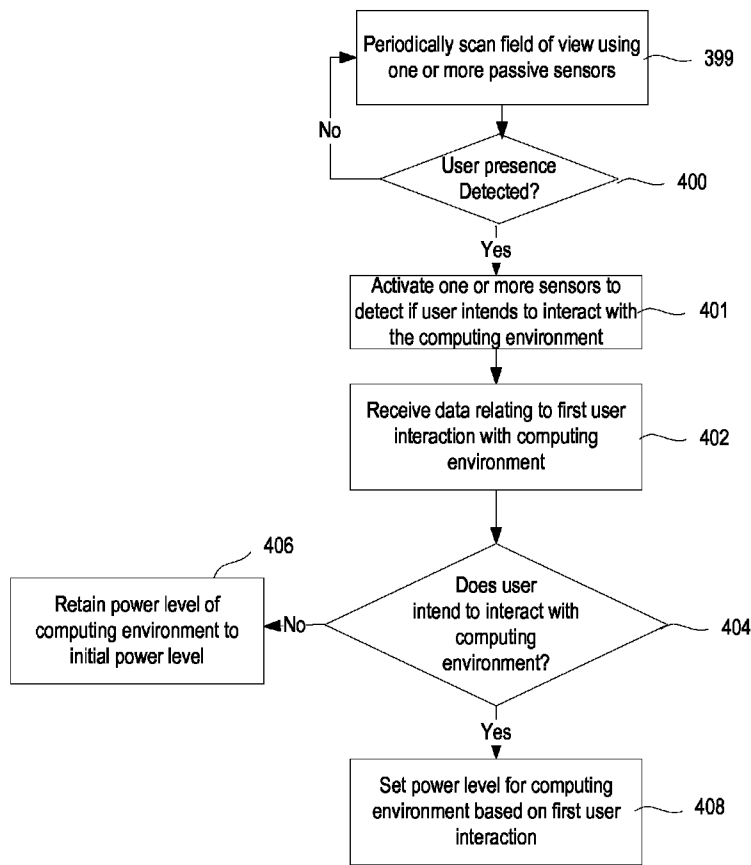 Periodically scan field of view using
one or more passive sensors
399
No
User presence
Detected?
400
Yes
Activate one or more sensors to
detect if user intends to interact with
the computing environment
401
Receive data relating to first user
interaction with computing
environment
402
406
Retain power level of
computing environment to
initial power level
No
Does user
intend to interact with
computing
environment?
404
Yes
Set power level for computing
environment based on first user
interaction
408